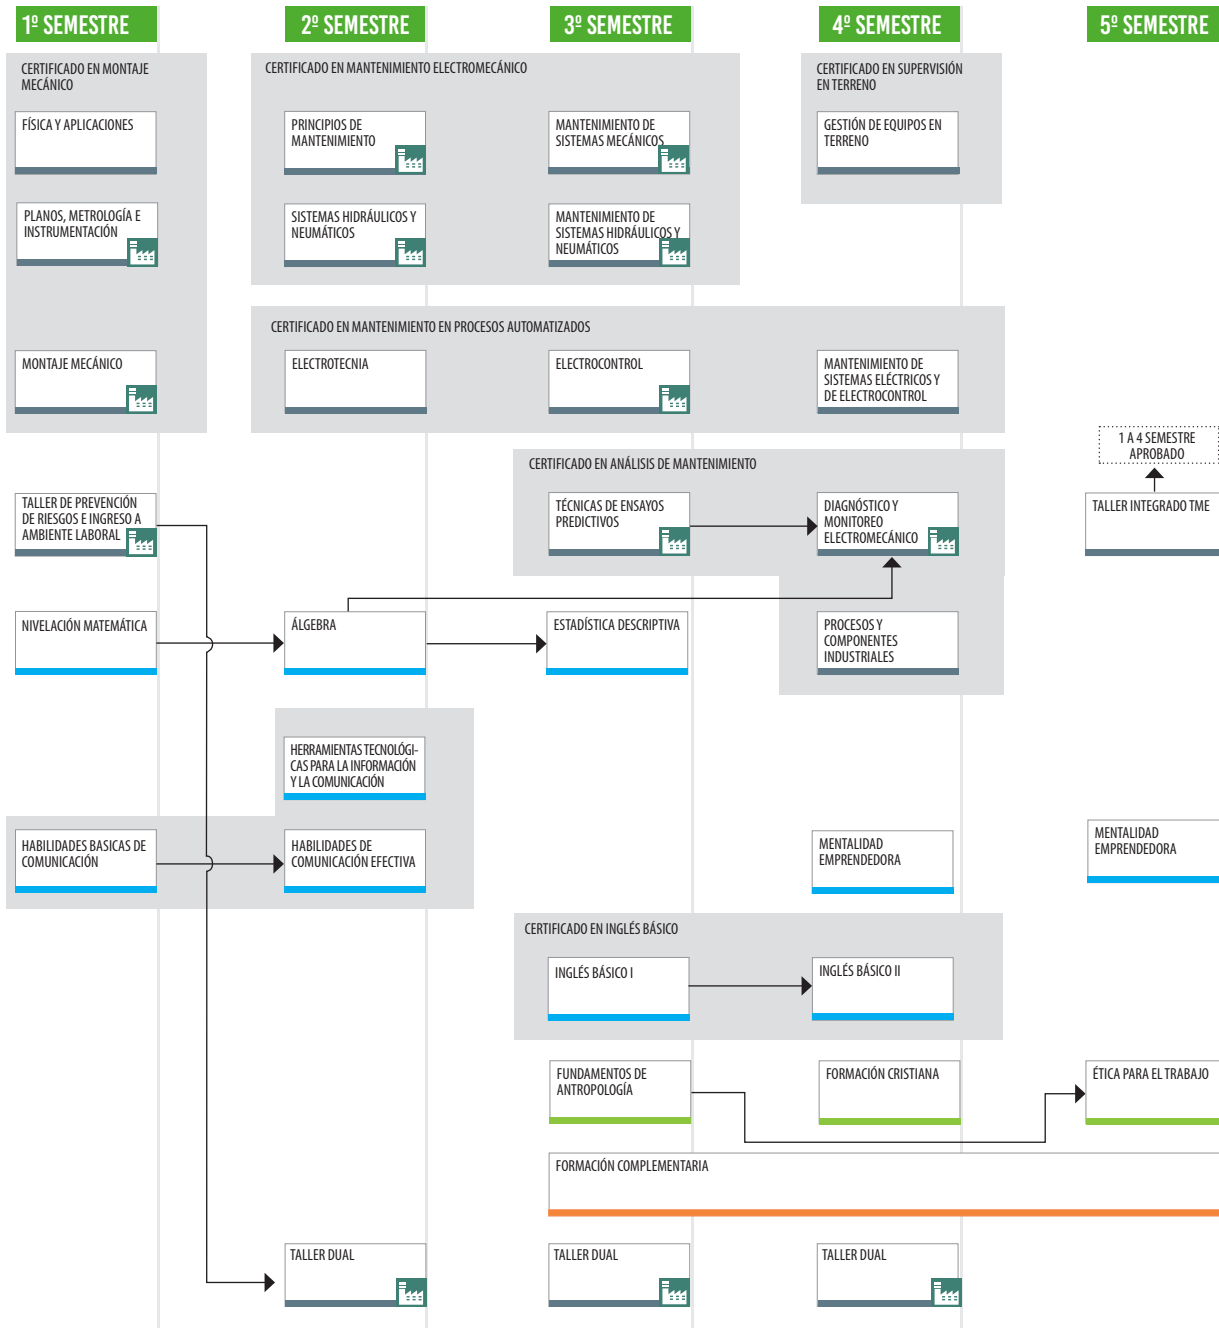 1º SEMESTRE
2º SEMESTRE
3º SEMESTRE
4º SEMESTRE
5º SEMESTRE
CERTIFICADO EN MONTAJE
MECÁNICO
CERTIFICADO EN MANTENIMIENTO ELECTROMECÁNICO
CERTIFICADO EN SUPERVISIÓN
EN TERRENO
FÍSICA Y APLICACIONES
PRINCIPIOS DE
MANTENIMIENTO
MANTENIMIENTO DE
SISTEMAS MECÁNICOS
GESTIÓN DE EQUIPOS EN
TERRENO
PLANOS, METROLOGÍA E
INSTRUMENTACIÓN
SISTEMAS HIDRÁULICOS Y
NEUMÁTICOS
MANTENIMIENTO DE
SISTEMAS HIDRÁULICOS Y
NEUMÁTICOS
CERTIFICADO EN MANTENIMIENTO EN PROCESOS AUTOMATIZADOS
MONTAJE MECÁNICO
ELECTROTECNIA
ELECTROCONTROL
MANTENIMIENTO DE
SISTEMAS ELÉCTRICOS Y
DE ELECTROCONTROL
1 A 4 SEMESTRE
APROBADO
CERTIFICADO EN ANÁLISIS DE MANTENIMIENTO
TALLER DE PREVENCIÓN
DE RIESGOS E INGRESO A
AMBIENTE LABORAL
TÉCNICAS DE ENSAYOS
PREDICTIVOS
DIAGNÓSTICO Y
MONITOREO
ELECTROMECÁNICO
TALLER INTEGRADO TME
NIVELACIÓN MATEMÁTICA
ÁLGEBRA
ESTADÍSTICA DESCRIPTIVA
PROCESOS Y
COMPONENTES
INDUSTRIALES
HERRAMIENTAS TECNOLÓGI-
CAS PARA LA INFORMACIÓN
Y LA COMUNICACIÓN
HABILIDADES BASICAS DE
COMUNICACIÓN
HABILIDADES DE
COMUNICACIÓN EFECTIVA
MENTALIDAD
EMPRENDEDORA
MENTALIDAD
EMPRENDEDORA
CERTIFICADO EN INGLÉS BÁSICO
INGLÉS BÁSICO I
INGLÉS BÁSICO II
FUNDAMENTOS DE
ANTROPOLOGÍA
FORMACIÓN CRISTIANA
ÉTICA PARA EL TRABAJO
FORMACIÓN COMPLEMENTARIA
TALLER DUAL
TALLER DUAL
TALLER DUAL